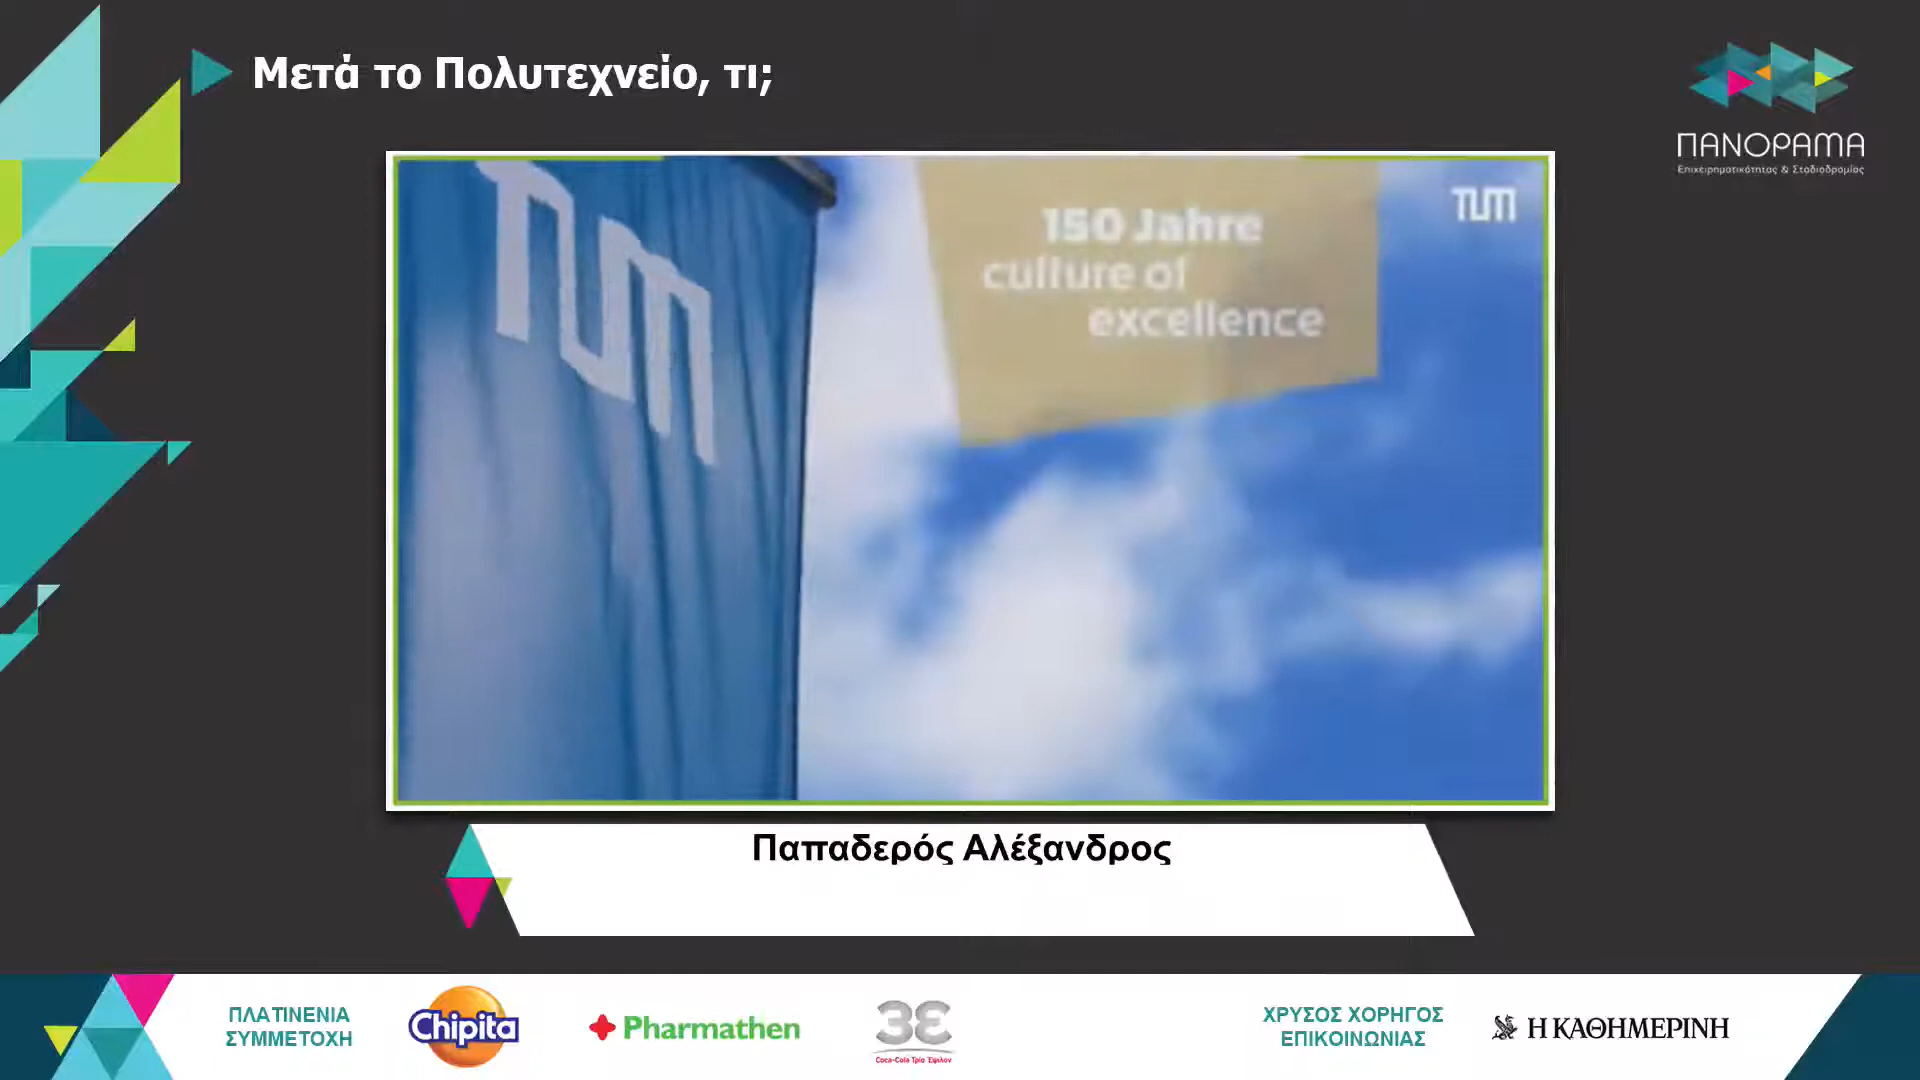 Μετά το Πολυτεχνείο, τι;
ΠΑΝΟΡΑΜΑ
Επιχειρηματικότητας & Σταδιοδρομίας
TUM
150 Jahre
culture of
excellence
TUM
Παπαδερός Αλέξανδρος
ΠΛΑΤΙΝΕΝΙΑ
ΣΥΜΜΕΤΟΧΗ
Chipita
Pharmathen
3E
Coca-Cola Τρία Έψιλον
ΧΡΥΣΟΣ ΧΟΡΗΓΟΣ
ΕΠΙΚΟΙΝΩΝΙΑΣ
Η ΚΑΘΗΜΕΡΙΝΗ